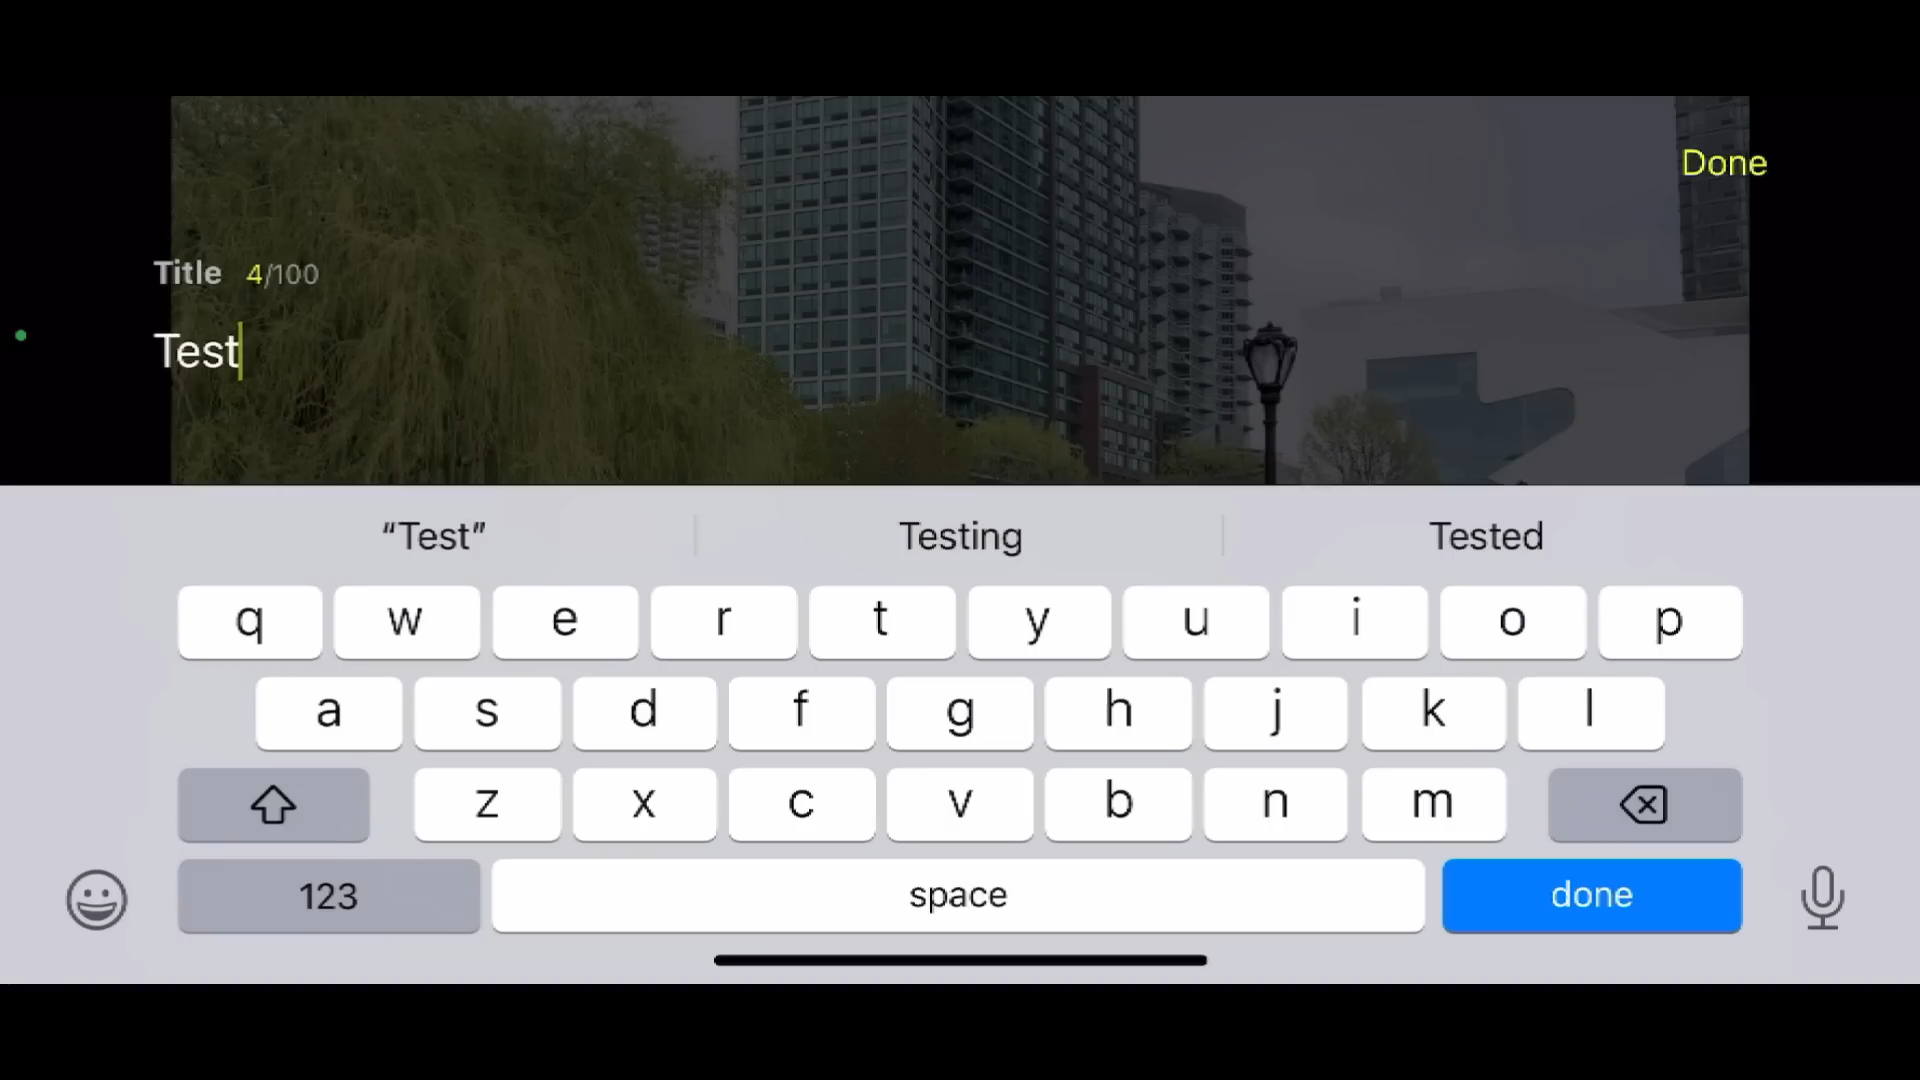 Done
Title 4/100
Test
“Test” Testing Tested
q w e r t y u i o p
a s d f g h j k l
z x c v b n m
123 space done